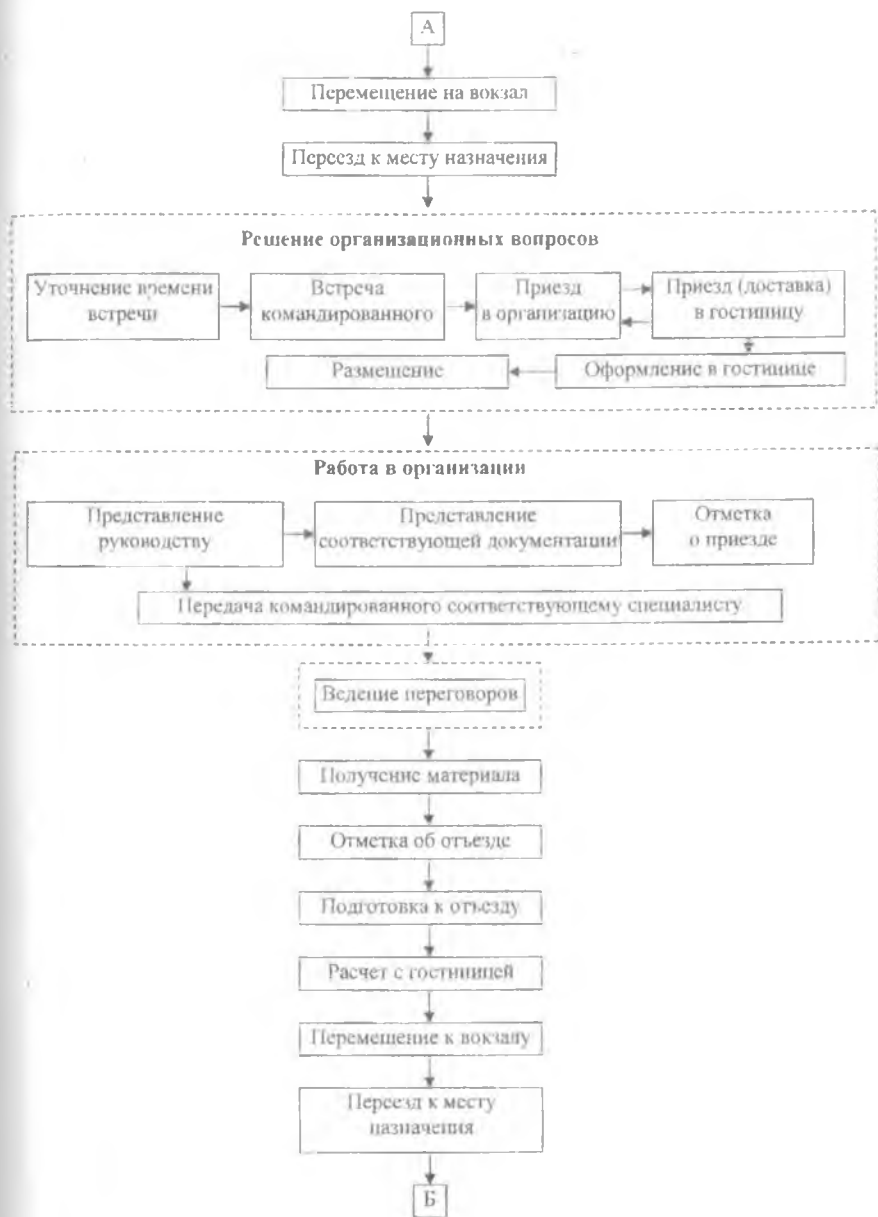 А
Перемещение на вокзал
Переезд к месту назначения
Решение организационных вопросов
Уточнение времени
встречи
Встреча
командированного
Приезд
в организацию
Приезд (доставка)
в гостиницу
Размещение
Оформление в гостинице
Работа в организации
Представление
руководству
Представление
соответствующей документации
Отметка
о приезде
Передача командированного соответствующему специалисту
Ведение переговоров
Получение материала
Отметка об отъезде
Подготовка к отъезду
Расчет с гостиницей
Перемещение к вокзалу
Переезд к месту
назначения
Б